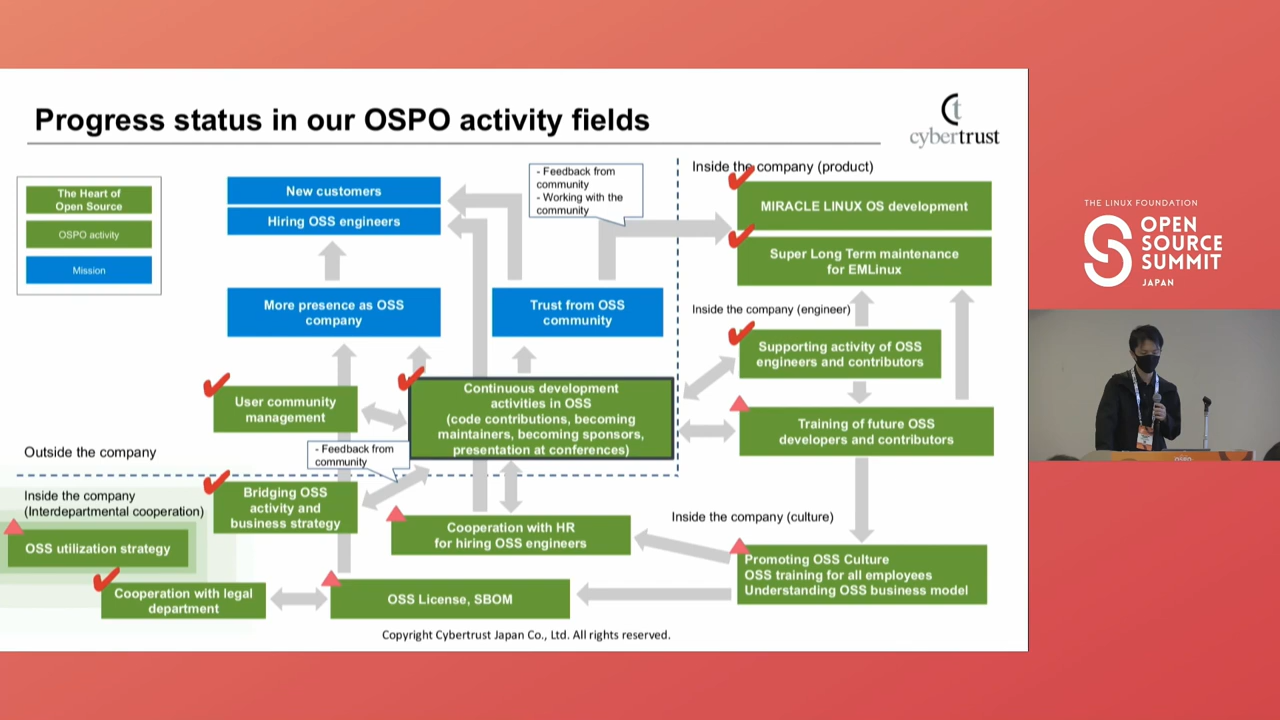 Progress status in our OSPO activity fields
cybertrust
The Heart of
Open Source
OSPO activity
Mission
New customers
Hiring OSS engineers
- Feedback from
community
- Working with the
community
Inside the company (product)
MIRACLE LINUX OS development
Super Long Term maintenance
for EMLinux
More presence as OSS
company
Trust from OSS
community
Inside the company (engineer)
Supporting activity of OSS
engineers and contributors
User community
management
Continuous development
activities in OSS
(code contributions, becoming
maintainers, becoming sponsors,
presentation at conferences)
Training of future OSS
developers and contributors
Outside the company
- Feedback from
community
Inside the company
(Interdepartmental cooperation)
Bridging OSS
activity and
business strategy
OSS utilization strategy
Cooperation with HR
for hiring OSS engineers
Inside the company (culture)
Promoting OSS Culture
OSS training for all employees
Understanding OSS business model
Cooperation with legal
department
OSS License, SBOM
Copyright Cybertrust Japan Co., Ltd. All rights reserved.
THE LINUX FOUNDATION
OPEN
SOURCE
SUMMIT
JAPAN